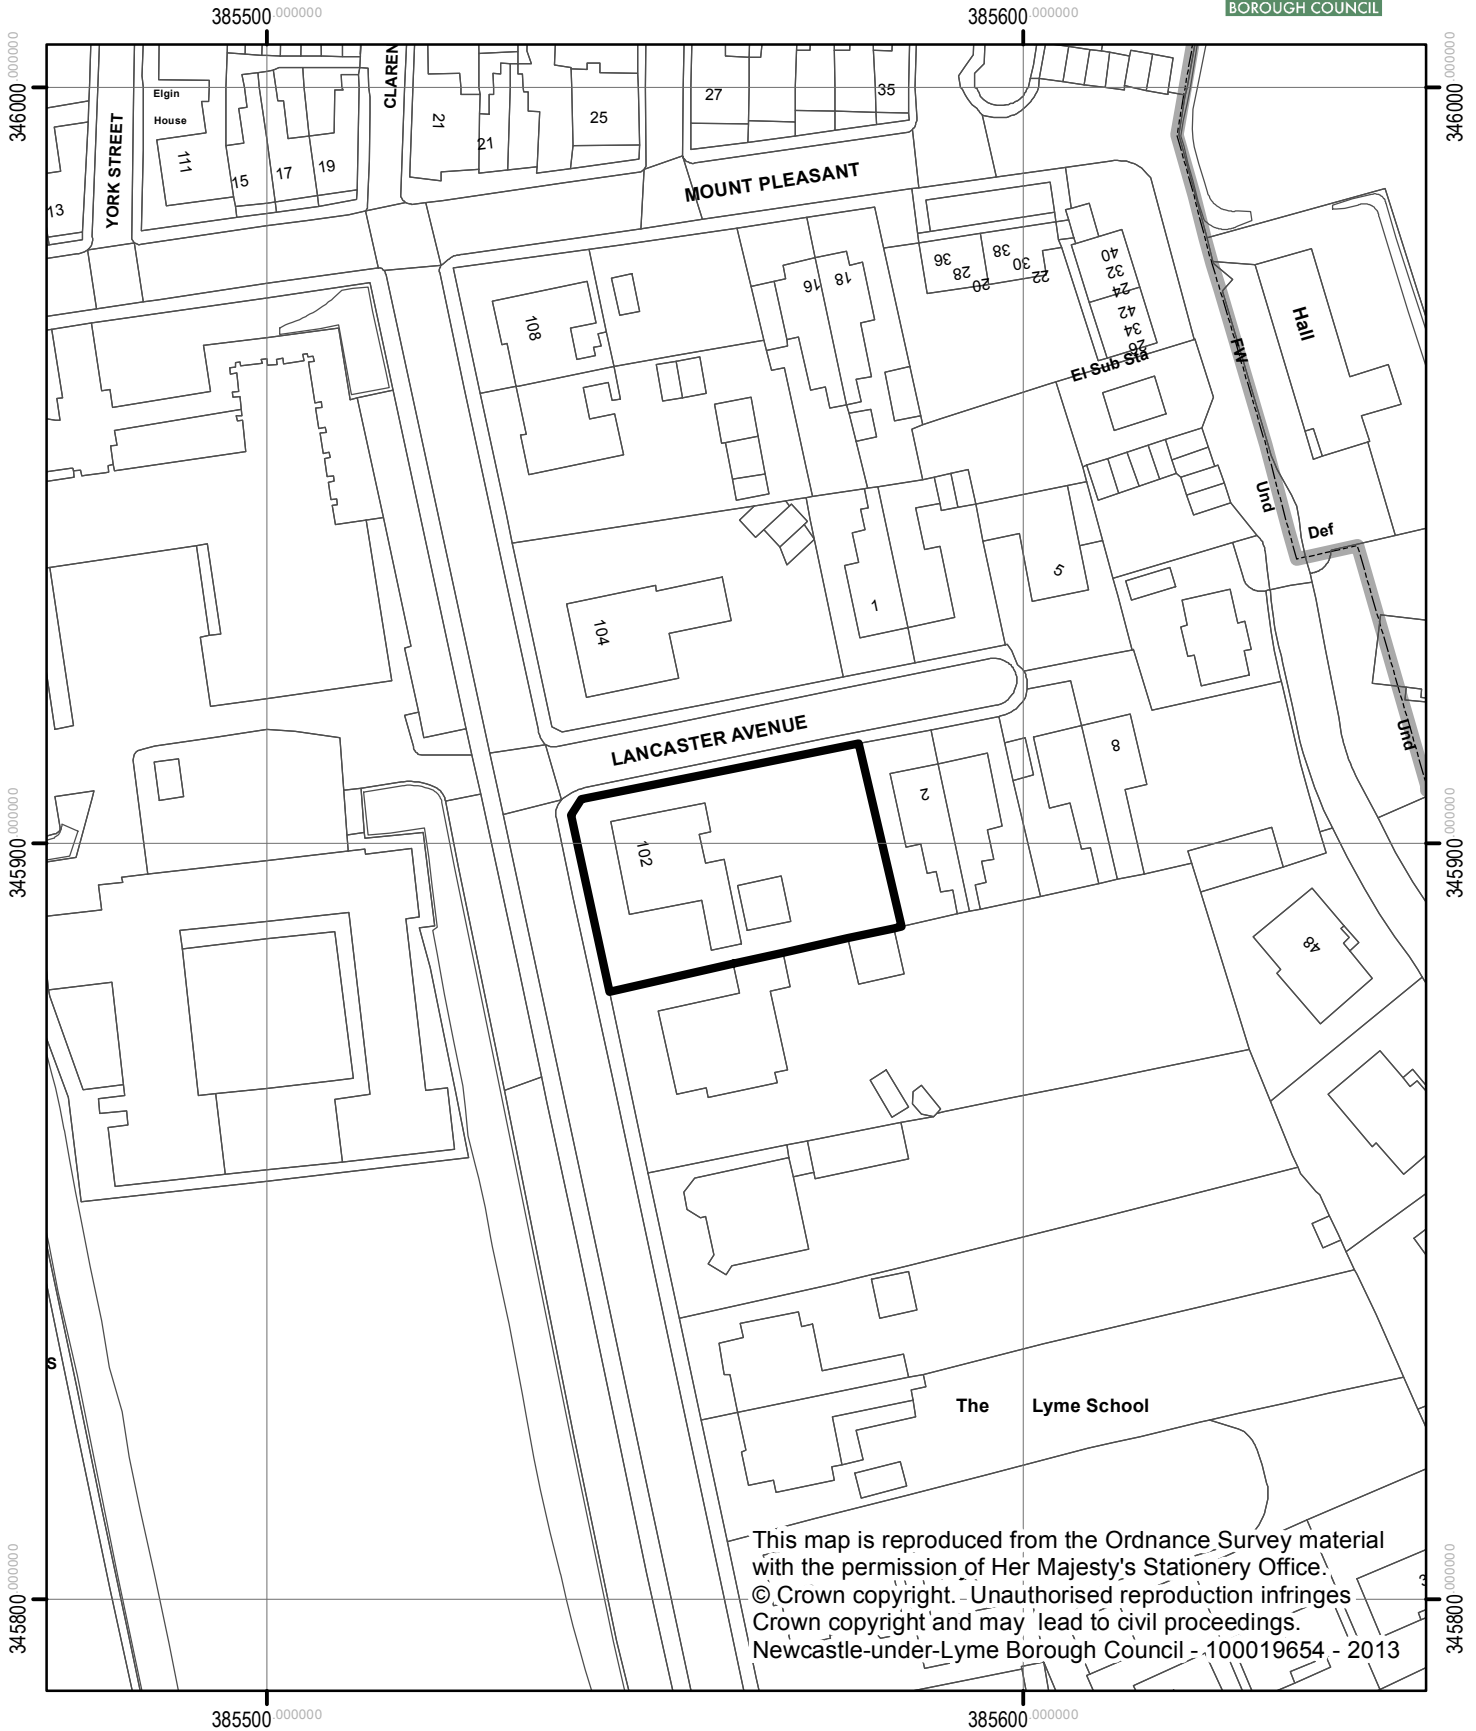 BOROUGH COUNCIL
385500.000000
385600.000000
346000.000000
346000.000000
Elgin
House
YORK STREET
CLAREN
111
13
15
17
19
21
21
25
27
35
MOUNT PLEASANT
108
16
18
36
28
20
38
30
22
40
32
24
42
34
26
El Sub Sta
Hall
FW
Und
Def
Und
104
1
5
LANCASTER AVENUE
102
2
8
48
345900.000000
345900.000000
S
The Lyme School
3
This map is reproduced from the Ordnance Survey material
with the permission of Her Majesty's Stationery Office.
© Crown copyright. Unauthorised reproduction infringes
Crown copyright and may lead to civil proceedings.
Newcastle-under-Lyme Borough Council - 100019654 - 2013
345800.000000
345800.000000
385500.000000
385600.000000